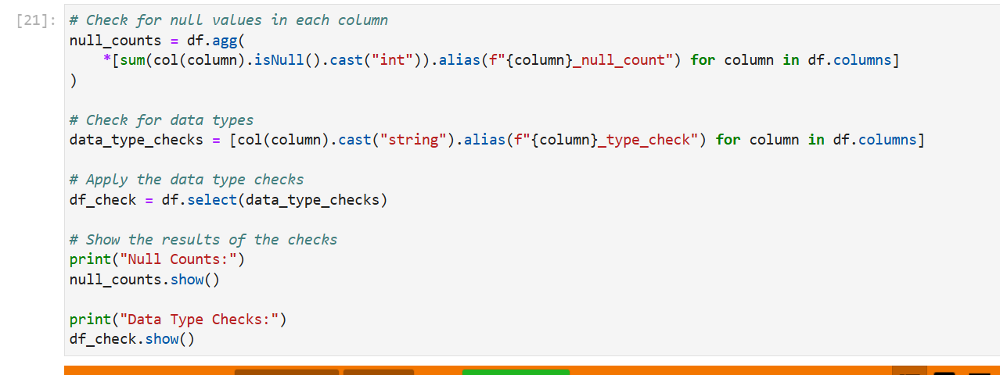 [21]: # Check for null values in each column
null_counts = df.agg(
    *[sum(col(column).isNull().cast("int")).alias(f"{column}_null_count") for column in df.columns]
)
# Check for data types
data_type_checks = [col(column).cast("string").alias(f"{column}_type_check") for column in df.columns]
# Apply the data type checks
df_check = df.select(data_type_checks)
# Show the results of the checks
print("Null Counts:")
null_counts.show()
print("Data Type Checks:")
df_check.show()